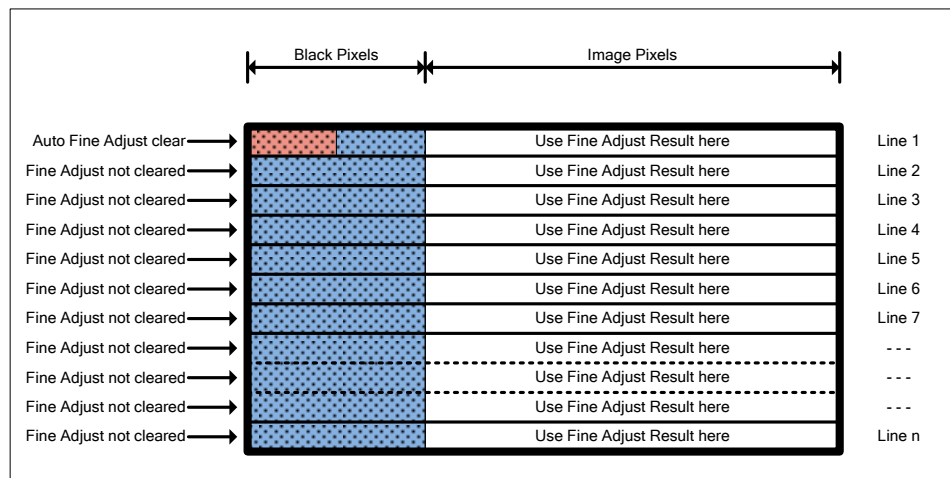 Black Pixels Image Pixels
Auto Fine Adjust clear Use Fine Adjust Result here Line 1
Fine Adjust not cleared Use Fine Adjust Result here Line 2
Fine Adjust not cleared Use Fine Adjust Result here Line 3
Fine Adjust not cleared Use Fine Adjust Result here Line 4
Fine Adjust not cleared Use Fine Adjust Result here Line 5
Fine Adjust not cleared Use Fine Adjust Result here Line 6
Fine Adjust not cleared Use Fine Adjust Result here Line 7
Fine Adjust not cleared Use Fine Adjust Result here - - -
Fine Adjust not cleared Use Fine Adjust Result here - - -
Fine Adjust not cleared Use Fine Adjust Result here - - -
Fine Adjust not cleared Use Fine Adjust Result here Line n